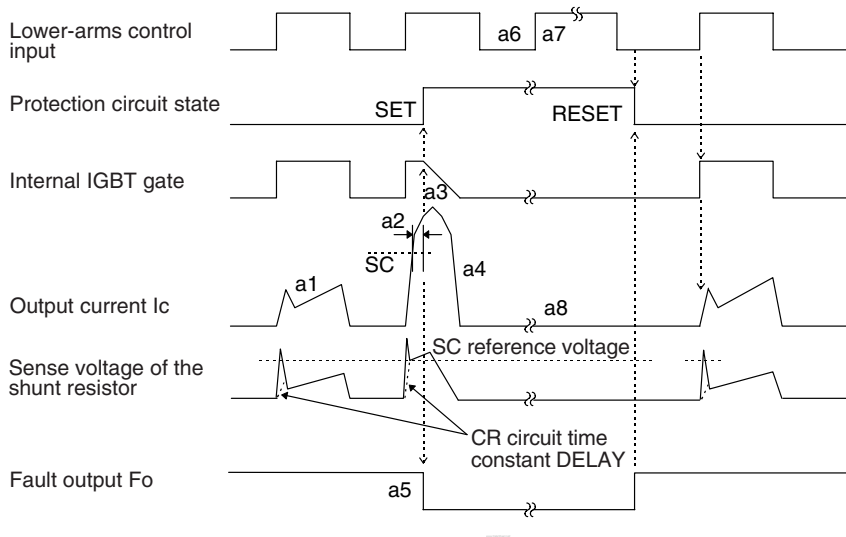 Lower-arms control
input
a6
a7
Protection circuit state
SET
RESET
Internal IGBT gate
a3
a2
SC
a4
Output current Ic
a1
a8
SC reference voltage
Sense voltage of the
shunt resistor
CR circuit time
constant DELAY
Fault output Fo
a5